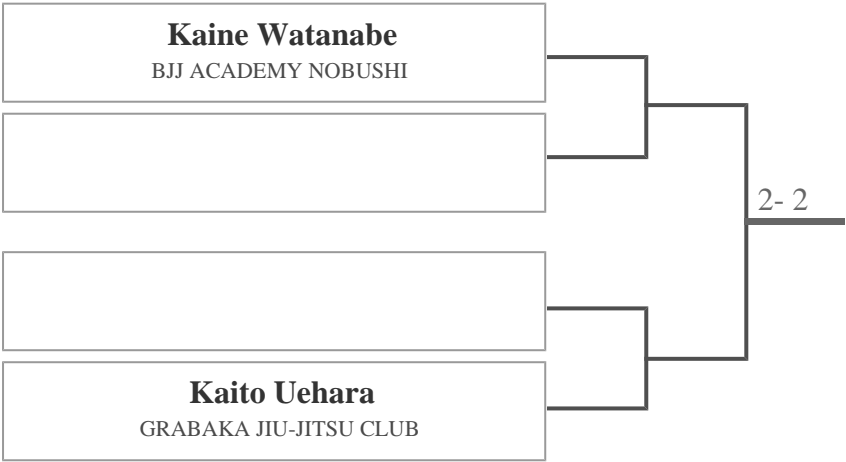 Kaine Watanabe
BJJ ACADEMY NOBUSHI
2- 2
Kaito Uehara
GRABAKA JIU-JITSU CLUB